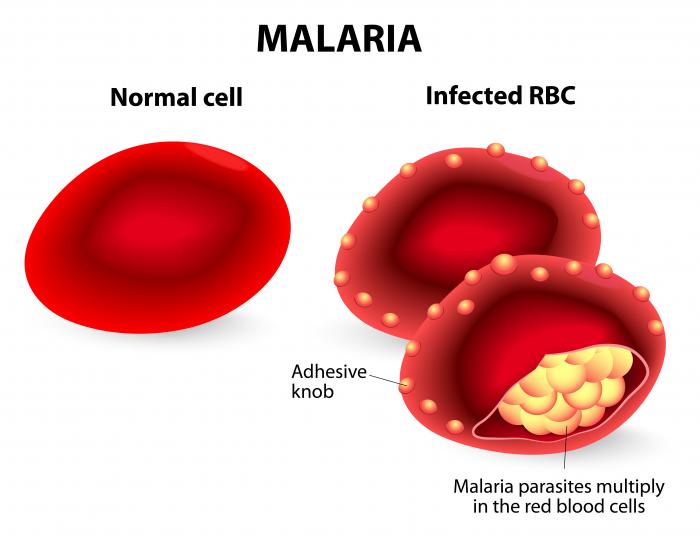 MALARIA
Normal cell
Infected RBC
Adhesive
knob
Malaria parasites multiply
in the red blood cells